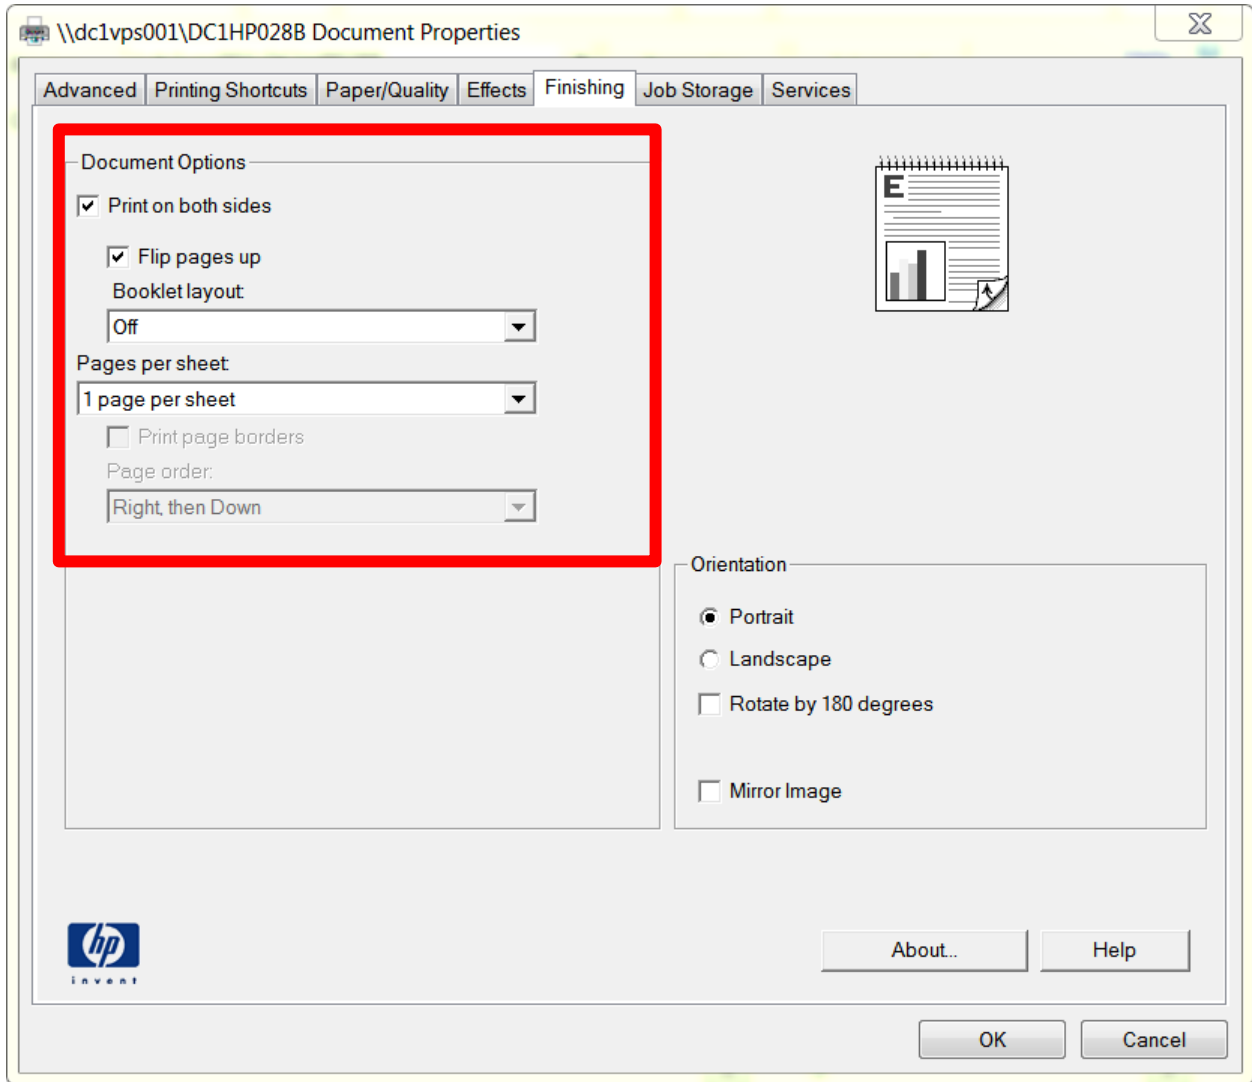 \\dc1vps001\DC1HP028B Document Properties
Advanced Printing Shortcuts Paper/Quality Effects Finishing Job Storage Services
Document Options
Print on both sides
Flip pages up
Booklet layout:
Off
Pages per sheet:
1 page per sheet
Print page borders
Page order:
Right, then Down
E
Orientation
Portrait
Landscape
Rotate by 180 degrees
Mirror Image
hp
invent
About...
Help
OK
Cancel